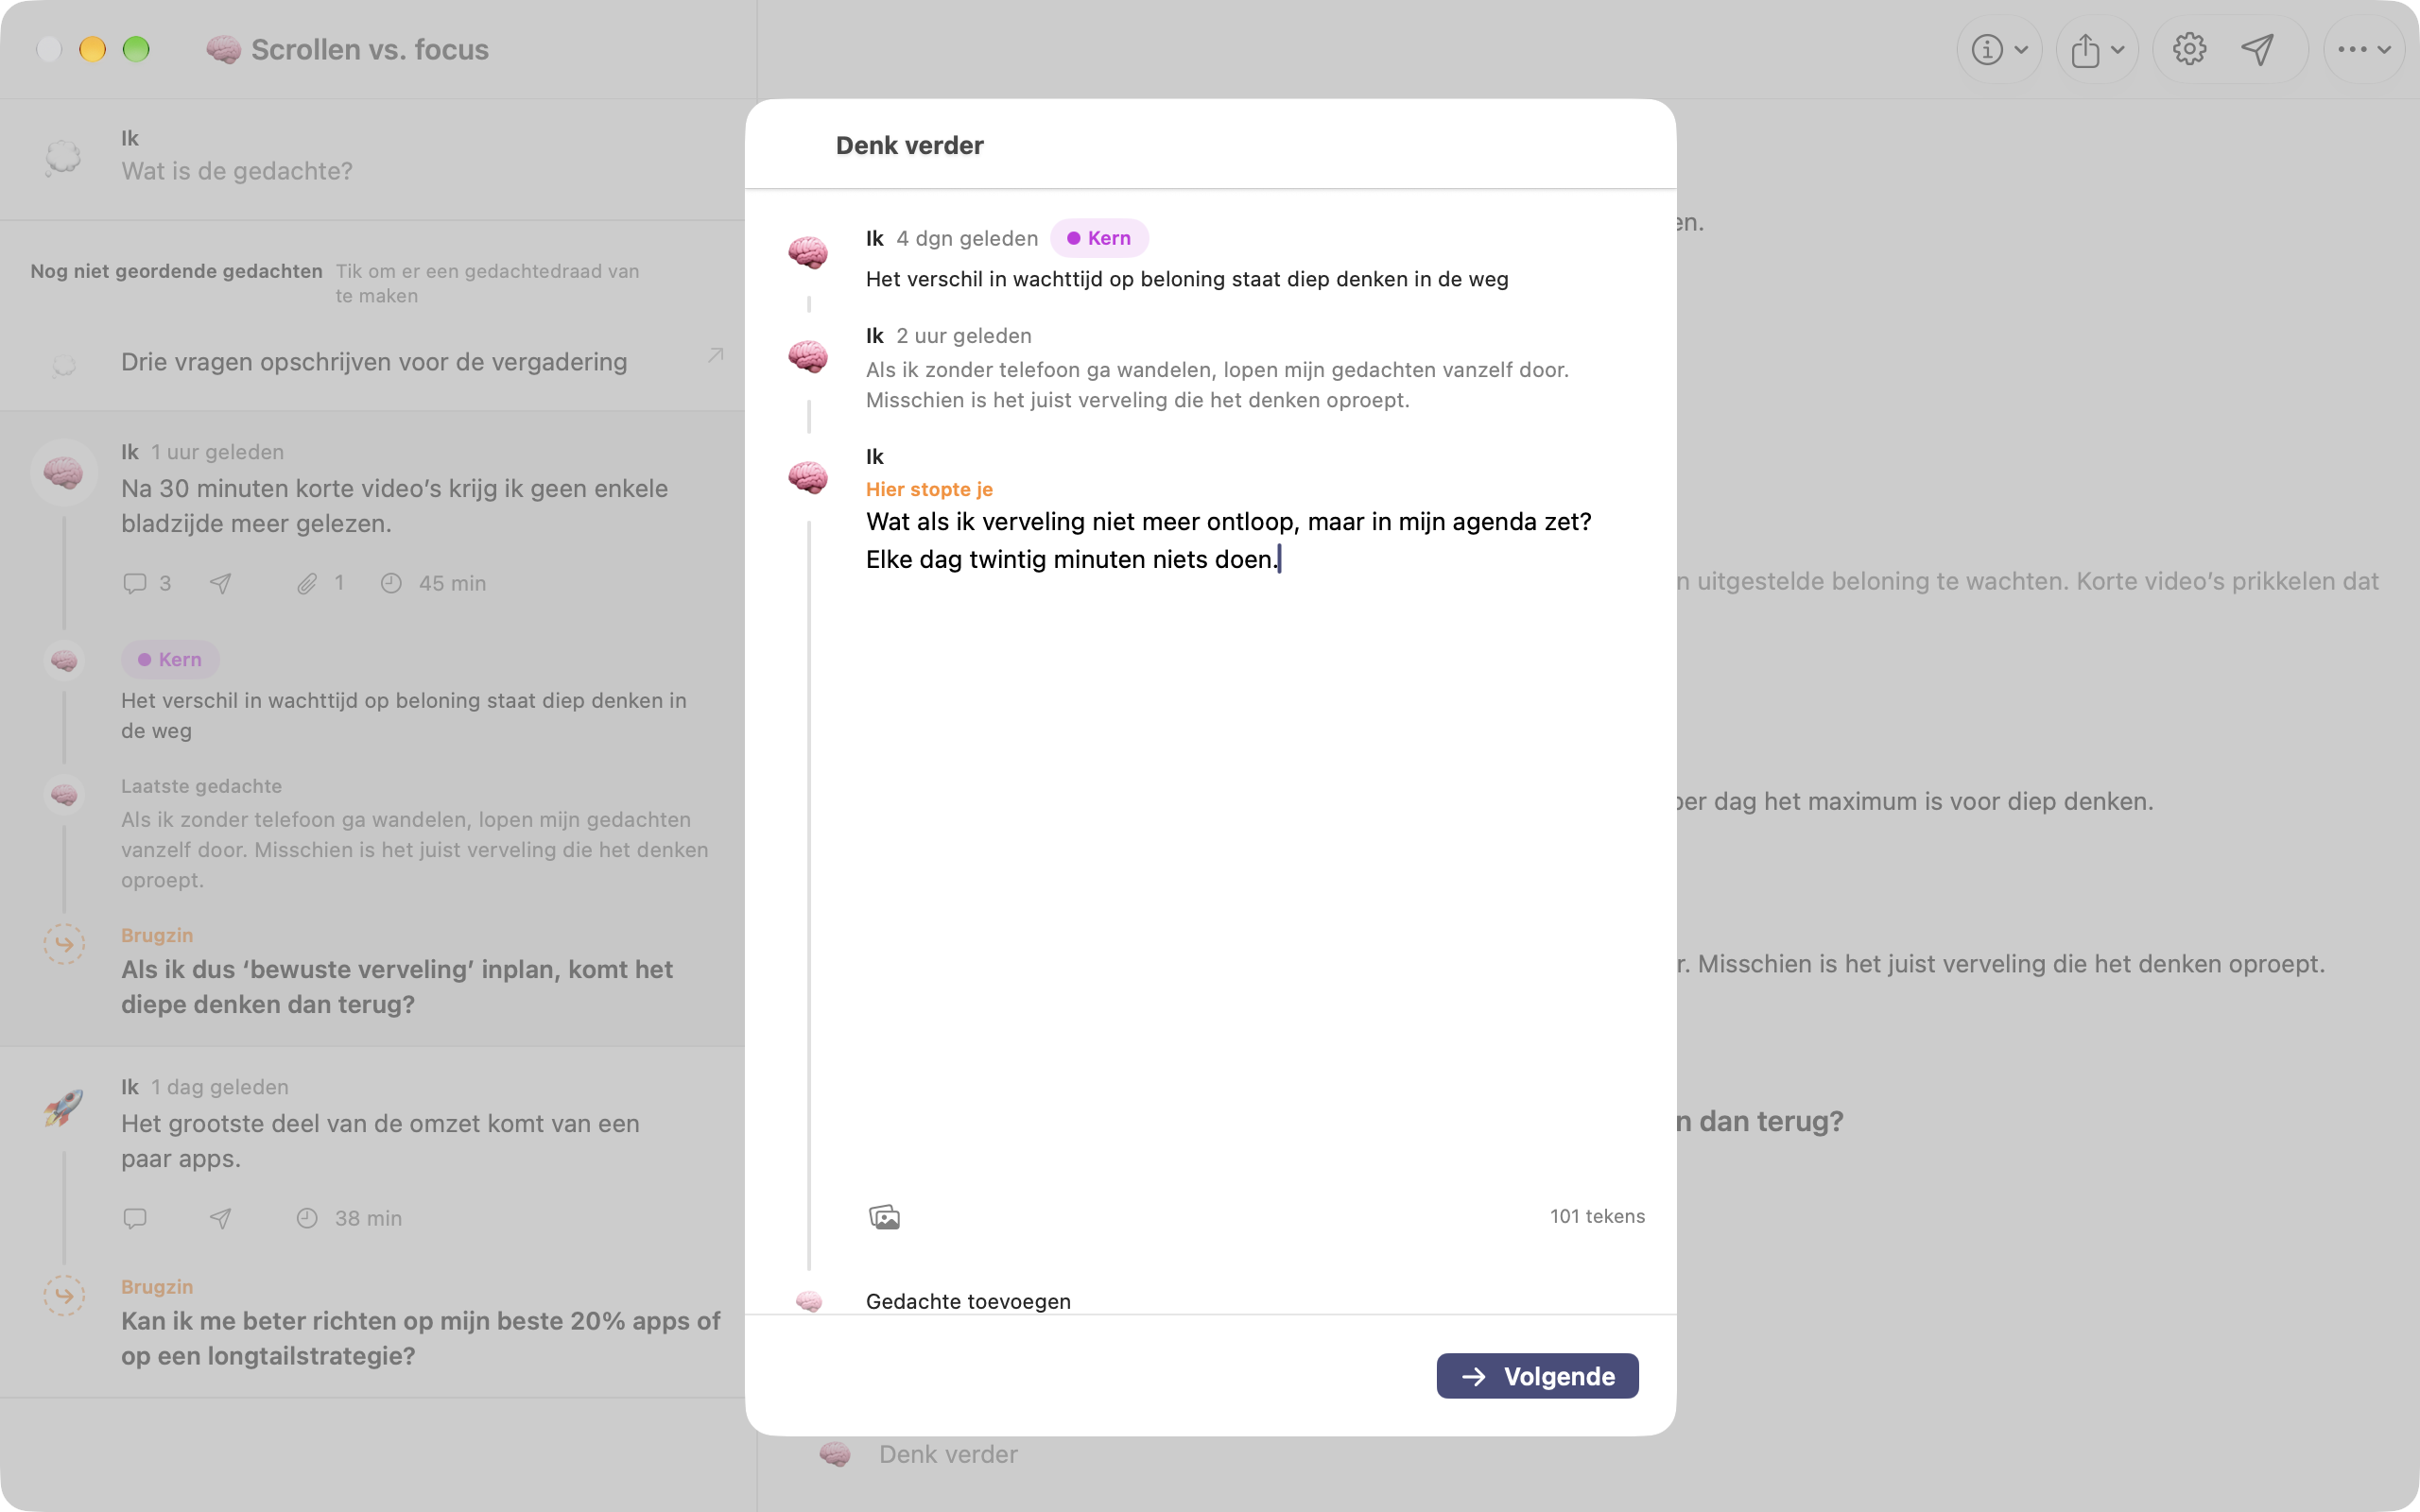 Scrollen vs. focus
Ik
Wat is de gedachte?
Nog niet geordende gedachten
Tik om er een gedachtedraad van
te maken
Drie vragen opschrijven voor de vergadering
Ik 1 uur geleden
Na 30 minuten korte video’s krijg ik geen enkele
bladzijde meer gelezen.
3 1 45 min
Kern
Het verschil in wachttijd op beloning staat diep denken in
de weg
Laatste gedachte
Als ik zonder telefoon ga wandelen, lopen mijn gedachten
vanzelf door. Misschien is het juist verveling die het denken
oproept.
Brugzin
Als ik dus ‘bewuste verveling’ inplan, komt het
diepe denken dan terug?
Ik 1 dag geleden
Het grootste deel van de omzet komt van een
paar apps.
38 min
Brugzin
Kan ik me beter richten op mijn beste 20% apps of
op een longtailstrategie?
Denk verder
Ik 4 dgn geleden Kern
Het verschil in wachttijd op beloning staat diep denken in de weg
Ik 2 uur geleden
Als ik zonder telefoon ga wandelen, lopen mijn gedachten vanzelf door.
Misschien is het juist verveling die het denken oproept.
Ik
Hier stopte je
Wat als ik verveling niet meer ontloop, maar in mijn agenda zet?
Elke dag twintig minuten niets doen.
101 tekens
Gedachte toevoegen
Volgende
uitgestelde beloning te wachten. Korte video’s prikkelen dat
per dag het maximum is voor diep denken.
Misschien is het juist verveling die het denken oproept.
dan terug?
Denk verder